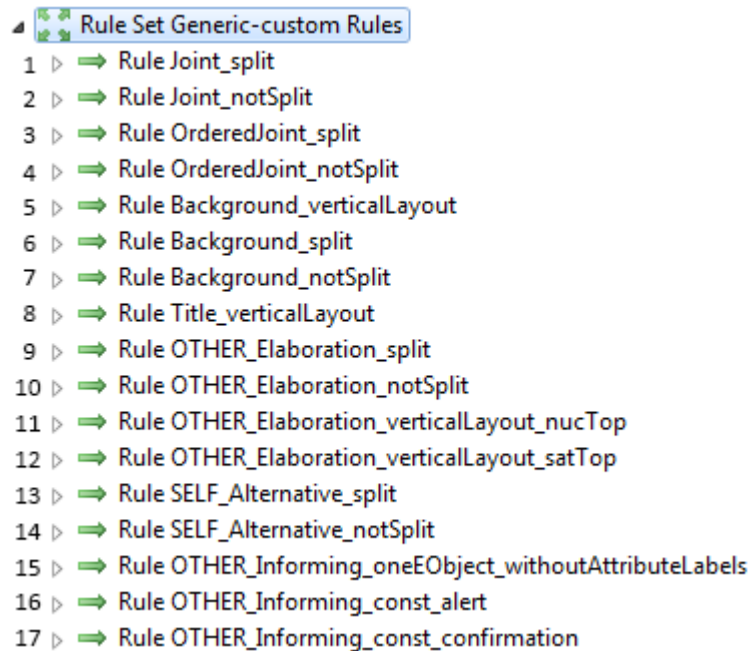 Rule Set Generic-custom Rules
1 Rule Joint_split
2 Rule Joint_notSplit
3 Rule OrderedJoint_split
4 Rule OrderedJoint_notSplit
5 Rule Background_verticalLayout
6 Rule Background_split
7 Rule Background_notSplit
8 Rule Title_verticalLayout
9 Rule OTHER_Elaboration_split
10 Rule OTHER_Elaboration_notSplit
11 Rule OTHER_Elaboration_verticalLayout_nucTop
12 Rule OTHER_Elaboration_verticalLayout_satTop
13 Rule SELF_Alternative_split
14 Rule SELF_Alternative_notSplit
15 Rule OTHER_Informing_oneEObject_withoutAttributeLabels
16 Rule OTHER_Informing_const_alert
17 Rule OTHER_Informing_const_confirmation